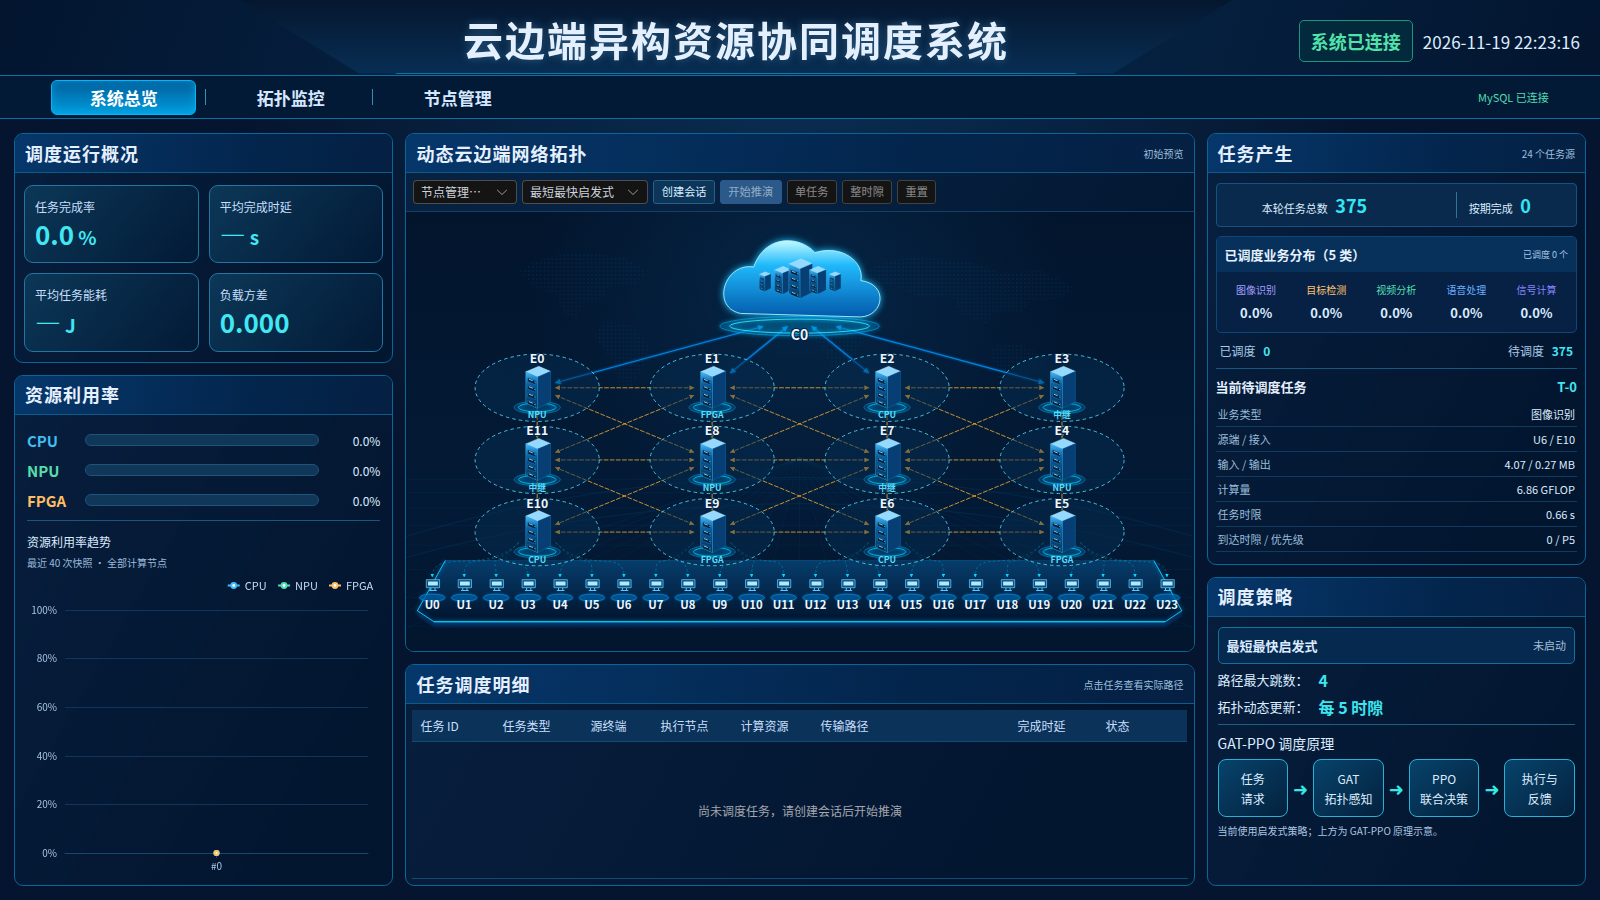 云边端异构资源协同调度系统
系统已连接
2026-11-19 22:23:16
系统总览
拓扑监控
节点管理
MySQL 已连接
调度运行概况
任务完成率
0.0 %
平均完成时延
— s
平均任务能耗
— J
负载方差
0.000
资源利用率
CPU
0.0%
NPU
0.0%
FPGA
0.0%
资源利用率趋势
最近 40 次快照 · 全部计算节点
CPU NPU FPGA
100%
80%
60%
40%
20%
0%
#0
动态云边端网络拓扑
初始预览
节点管理…
最短最快启发式
创建会话
开始推演
单任务
整时隙
重置
C0
E0 E1 E2 E3
NPU FPGA CPU 中继
E11 E8 E7 E4
中继 NPU 中继 NPU
E10 E9 E6 E5
CPU FPGA CPU FPGA
U0 U1 U2 U3 U4 U5 U6 U7 U8 U9 U10 U11 U12 U13 U14 U15 U16 U17 U18 U19 U20 U21 U22 U23
任务调度明细
点击任务查看实际路径
任务 ID 任务类型 源终端 执行节点 计算资源 传输路径 完成时延 状态
尚未调度任务，请创建会话后开始推演
任务产生
24 个任务源
本轮任务总数 375
按期完成 0
已调度业务分布（5 类）
已调度 0 个
图像识别 目标检测 视频分析 语音处理 信号计算
0.0% 0.0% 0.0% 0.0% 0.0%
已调度 0
待调度 375
当前待调度任务
T-0
业务类型
图像识别
源端 / 接入
U6 / E10
输入 / 输出
4.07 / 0.27 MB
计算量
6.86 GFLOP
任务时限
0.66 s
到达时隙 / 优先级
0 / P5
调度策略
最短最快启发式
未启动
路径最大跳数： 4
拓扑动态更新： 每 5 时隙
GAT-PPO 调度原理
任务
请求
➜
GAT
拓扑感知
➜
PPO
联合决策
➜
执行与
反馈
当前使用启发式策略；上方为 GAT-PPO 原理示意。